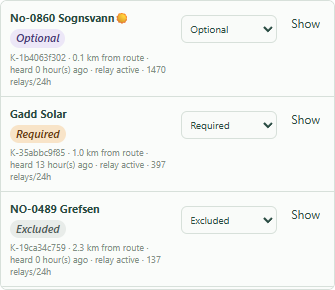 No-0860 Sognsvann
Optional
K-1b4063f302 · 0.1 km from route ·
heard 0 hour(s) ago · relay active · 1470
relays/24h
Optional
Show
Gadd Solar
Required
K-35abbc9f85 · 1.0 km from route ·
heard 13 hour(s) ago · relay active · 397
relays/24h
Required
Show
NO-0489 Grefsen
Excluded
K-19ca34c759 · 2.3 km from route ·
heard 0 hour(s) ago · relay active · 137
relays/24h
Excluded
Show